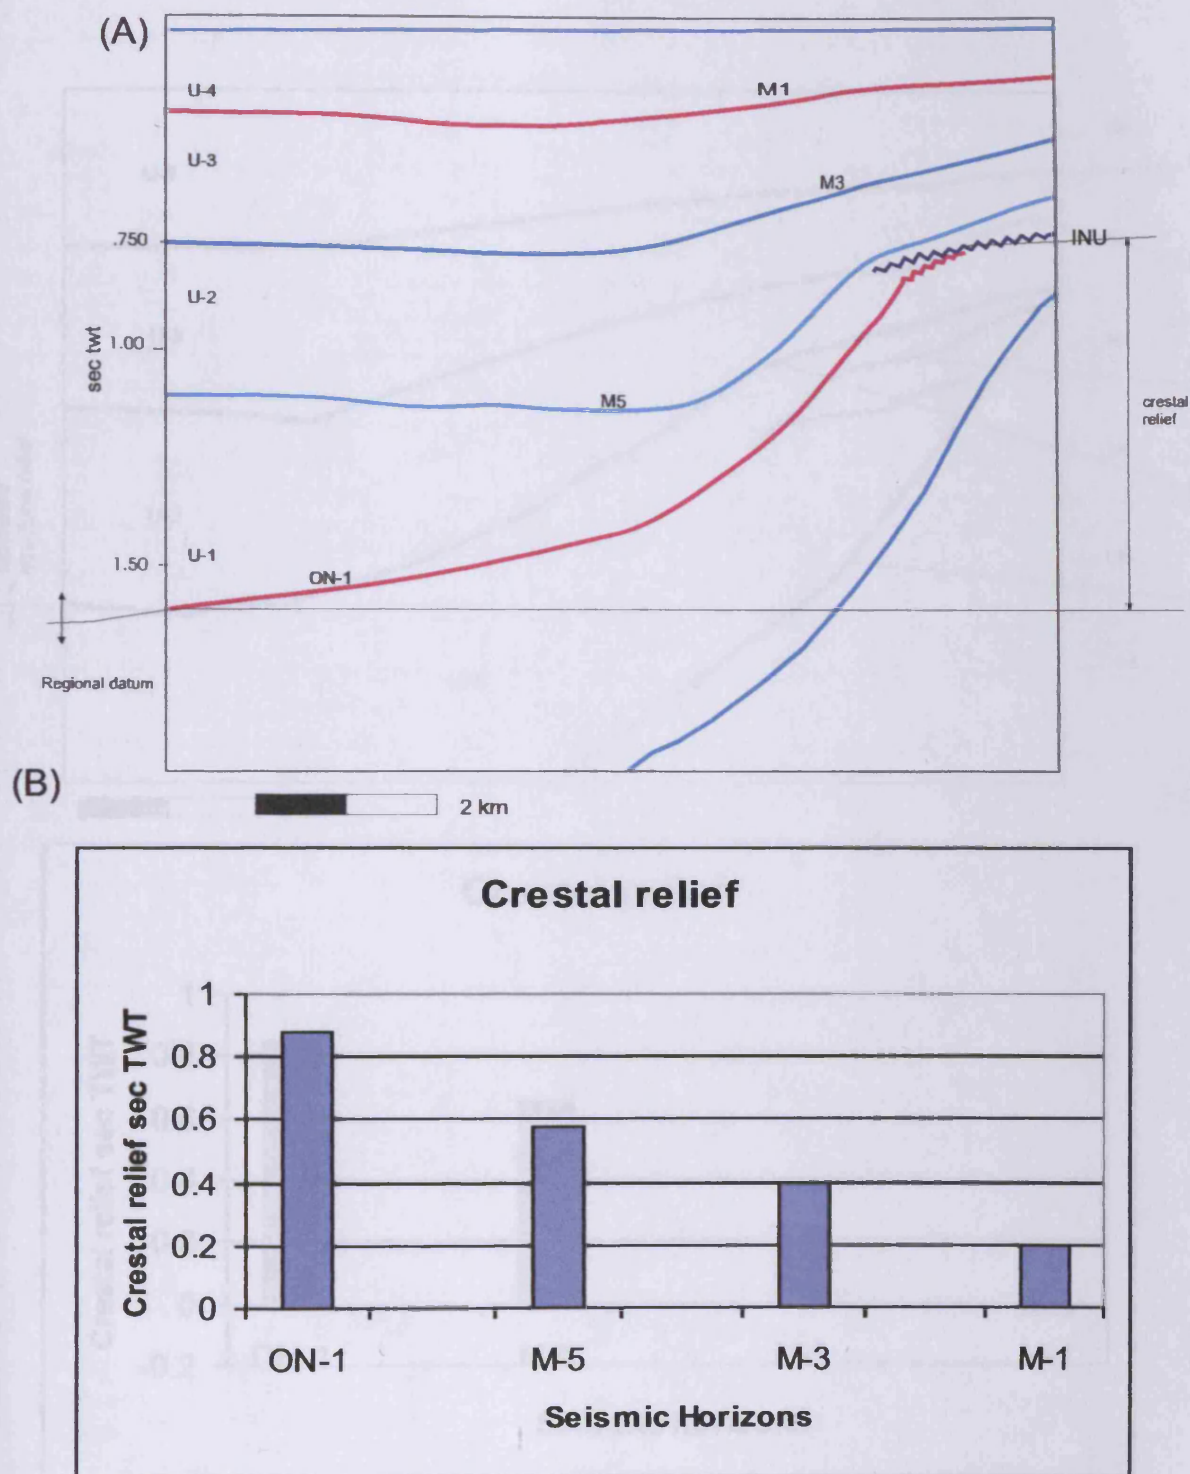 (A)
U-4
M1
U-3
M3
.750
INU
U-2
sec twt
1.00
M5
crestal
relief
1.50
U-1
ON-1
Regional datum
(B)
2 km
Crestal relief
Crestal relief sec TWT
1
0.8
0.6
0.4
0.2
0
ON-1
M-5
M-3
M-1
Seismic Horizons